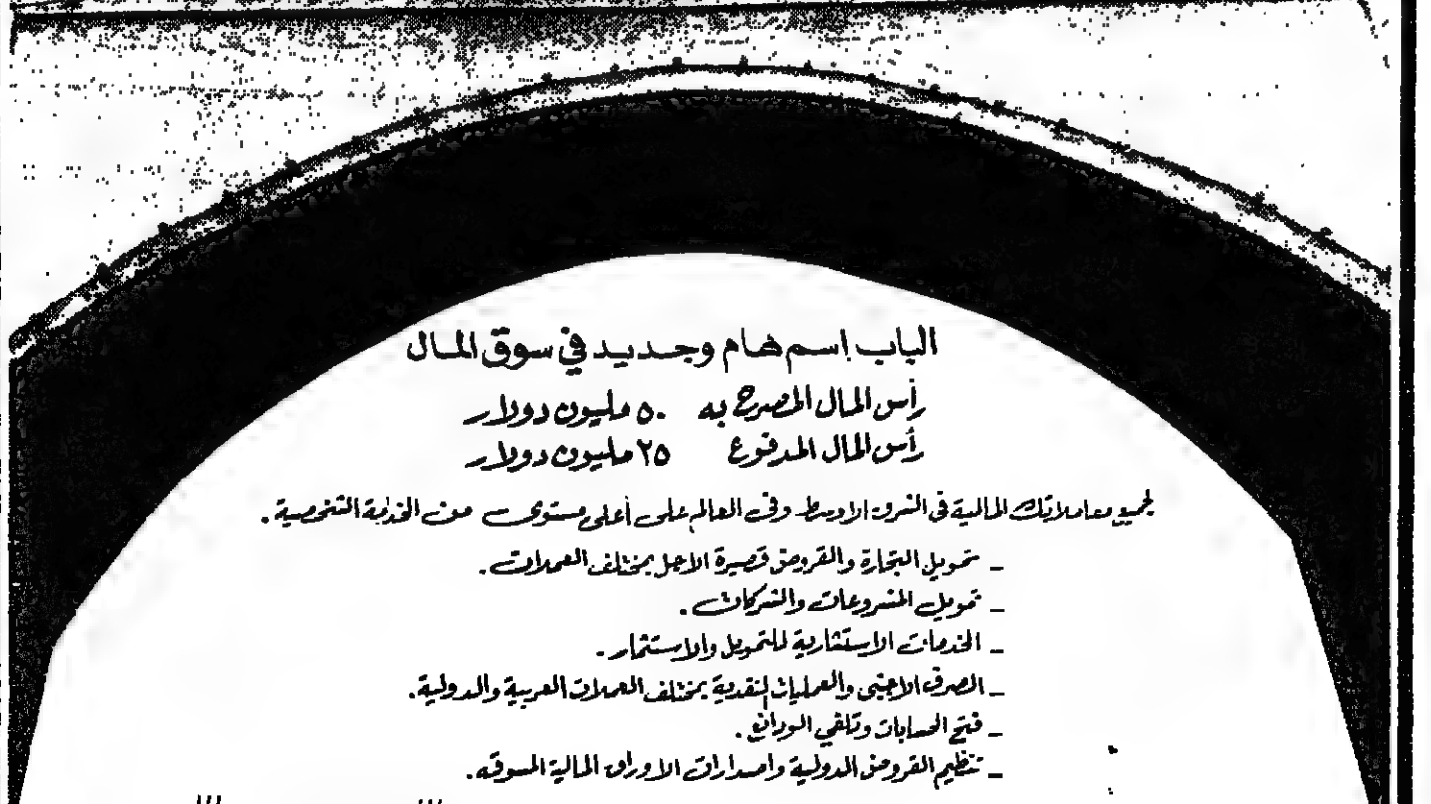 الباب إسم هام وجديد في سوق المال
رأس المال المصرح به ٥٠ مليون دولار
رأس المال المدفوع ٢٥ مليون دولار
لجميع معاملاتك المالية في الشرق الاوسط وفي العالم على أعلى مستوى من الخدمة الشخصية .
– تمويل التجارة والقروض قصيرة الاجل بمختلف العملات .
– تمويل المشروعات والشركات .
– الخدمات الاستشارية للتمويل والاستثمار .
– الصرف الاجنبي والعمليات النقدية بمختلف العملات العربية والدولية .
– فتح الحسابات وتلقي الودائع .
– تنظيم القروض الدولية واصدارات الاوراق المالية المسوقه .